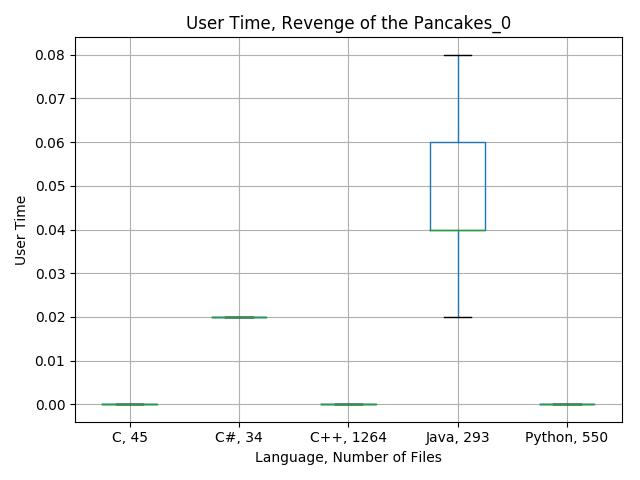 User Time, Revenge of the Pancakes_0
0.08
0.07
0.06
0.05
0.04
0.03
0.02
0.01
0.00
User Time
C, 45
C#, 34
C++, 1264
Java, 293
Python, 550
Language, Number of Files